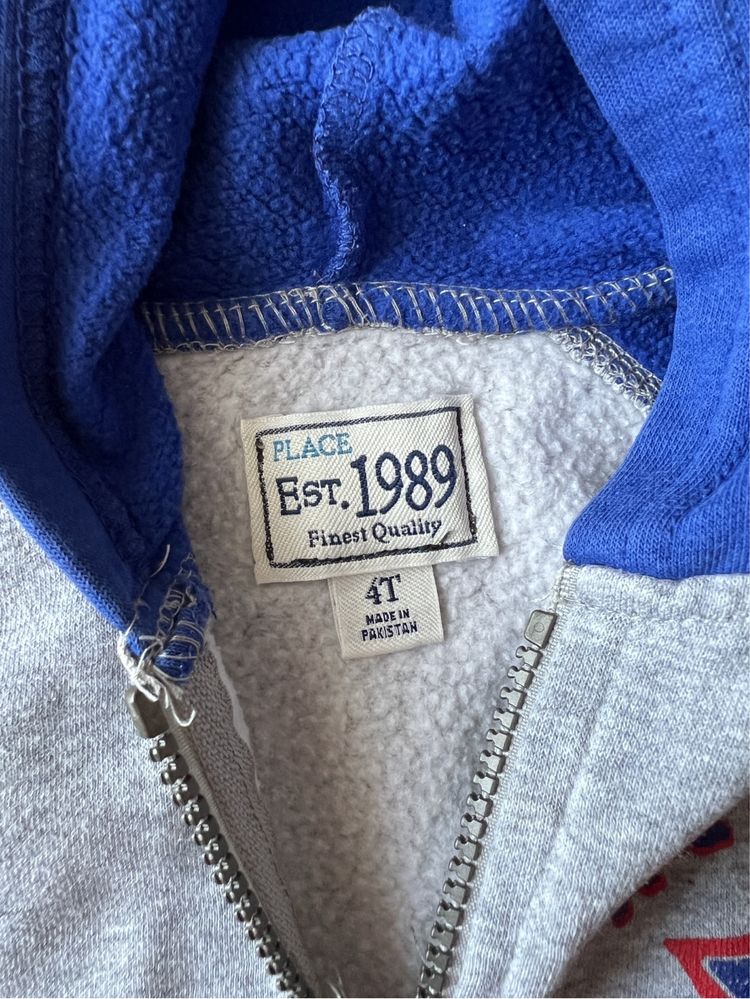 PLACE
EST. 1989
Finest Quality
4T
MADE IN
PAKISTAN